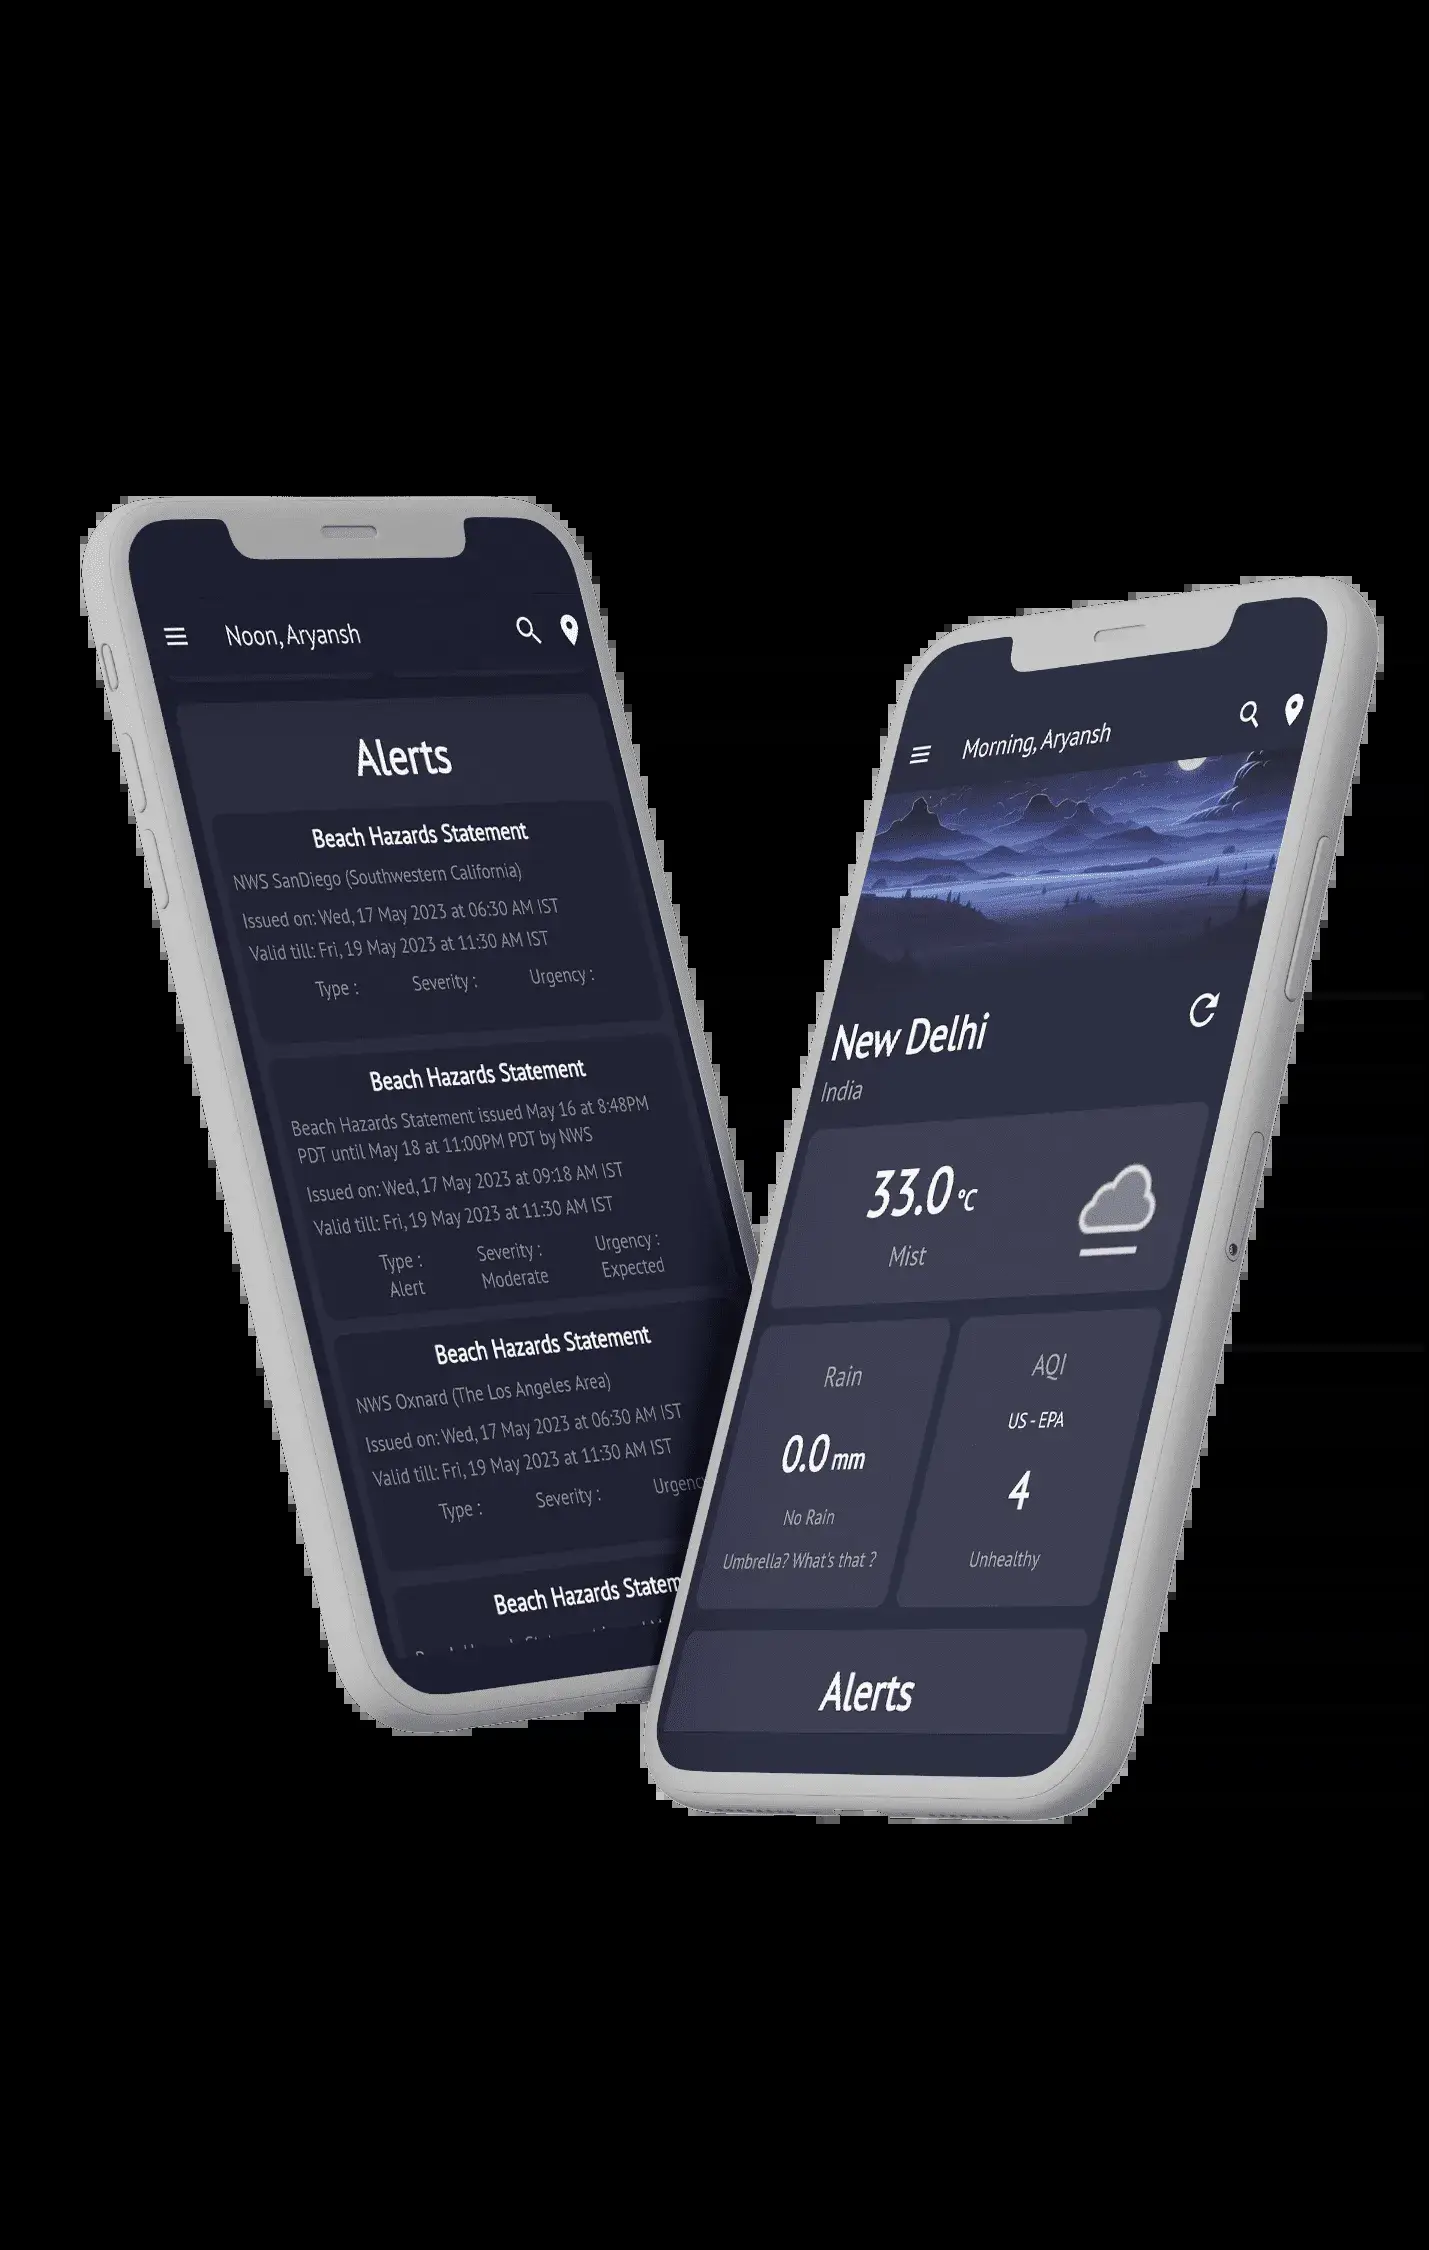 Noon, Aryansh
Alerts
Beach Hazards Statement
NWS SanDiego (Southwestern California)
Issued on: Wed, 17 May 2023 at 06:30 AM IST
Valid till: Fri, 19 May 2023 at 11:30 AM IST
Type : Severity : Urgency :
Beach Hazards Statement
Beach Hazards Statement issued May 16 at 8:48PM
PDT until May 18 at 11:00PM PDT by NWS
Issued on: Wed, 17 May 2023 at 09:18 AM IST
Valid till: Fri, 19 May 2023 at 11:30 AM IST
Type : Severity : Urgency :
Alert Moderate Expected
Beach Hazards Statement
NWS Oxnard (The Los Angeles Area)
Issued on: Wed, 17 May 2023 at 06:30 AM IST
Valid till: Fri, 19 May 2023 at 11:30 AM IST
Type : Severity : Urgency
Beach Hazards Statem
Morning, Aryansh
New Delhi
India
33.0 °C
Mist
Rain
0.0 mm
No Rain
Umbrella? What's that ?
AQI
US - EPA
4
Unhealthy
Alerts